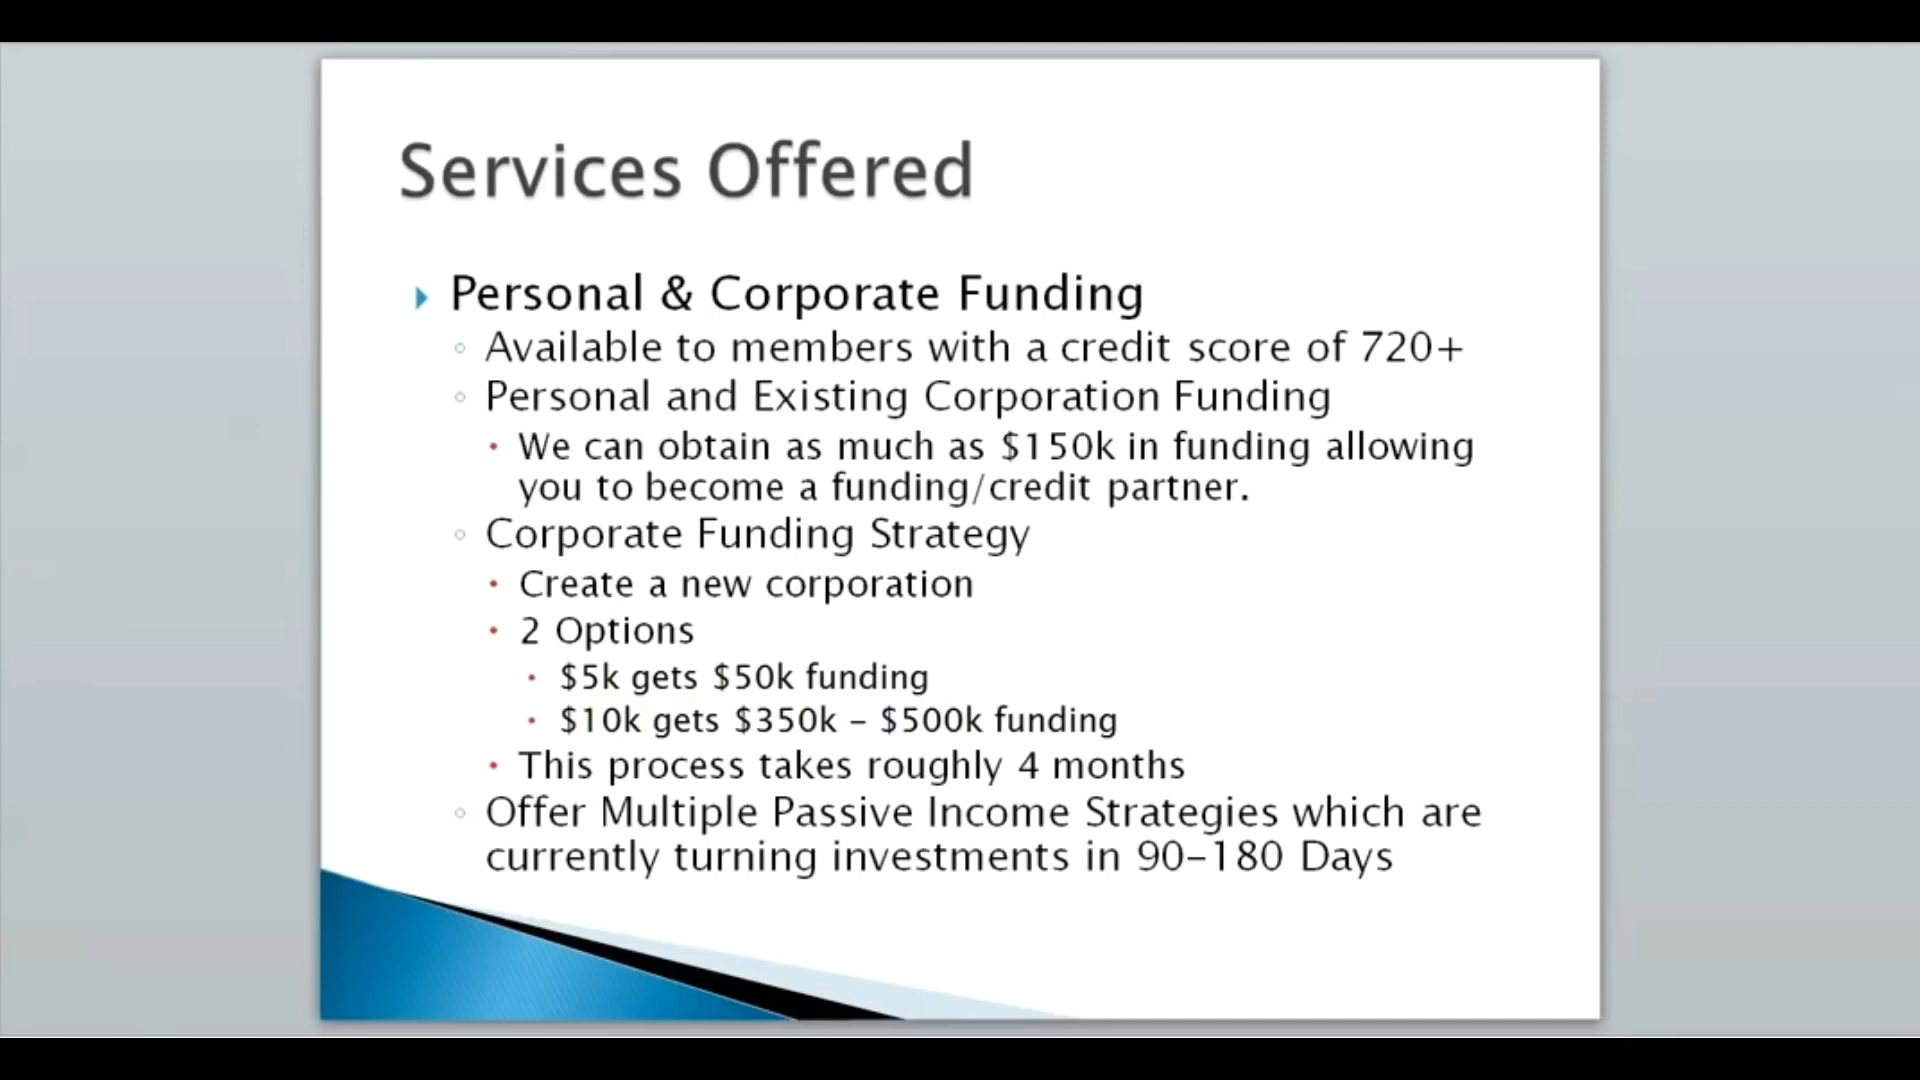 Services Offered
Personal & Corporate Funding
Available to members with a credit score of 720+
Personal and Existing Corporation Funding
We can obtain as much as $150k in funding allowing
you to become a funding/credit partner.
Corporate Funding Strategy
Create a new corporation
2 Options
$5k gets $50k funding
$10k gets $350k – $500k funding
This process takes roughly 4 months
Offer Multiple Passive Income Strategies which are
currently turning investments in 90–180 Days